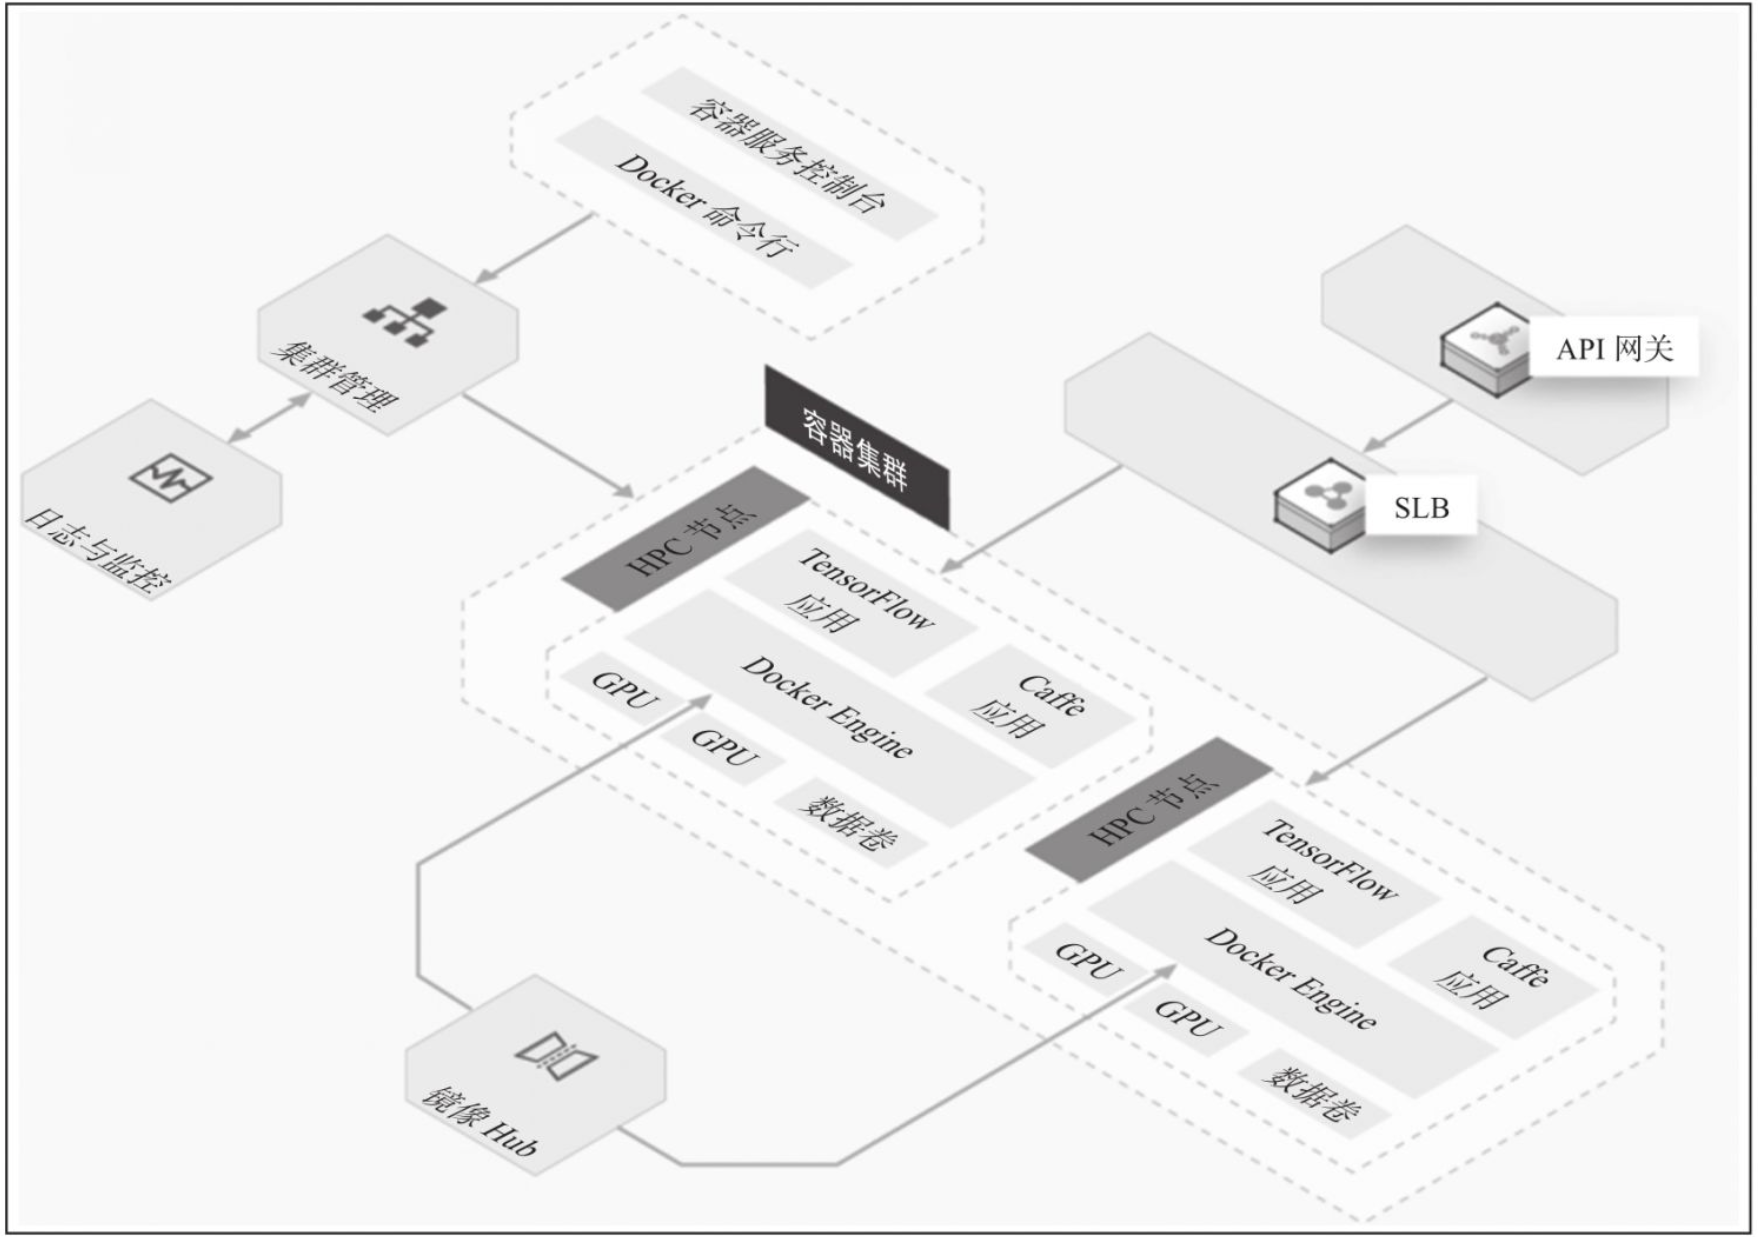 容器服务控制台
Docker 命令行
集群管理
日志与监控
API 网关
SLB
容器集群
HPC 节点
TensorFlow
应用
Caffe
应用
Docker Engine
GPU
GPU
数据卷
HPC 节点
TensorFlow
应用
Caffe
应用
Docker Engine
GPU
GPU
数据卷
镜像 Hub